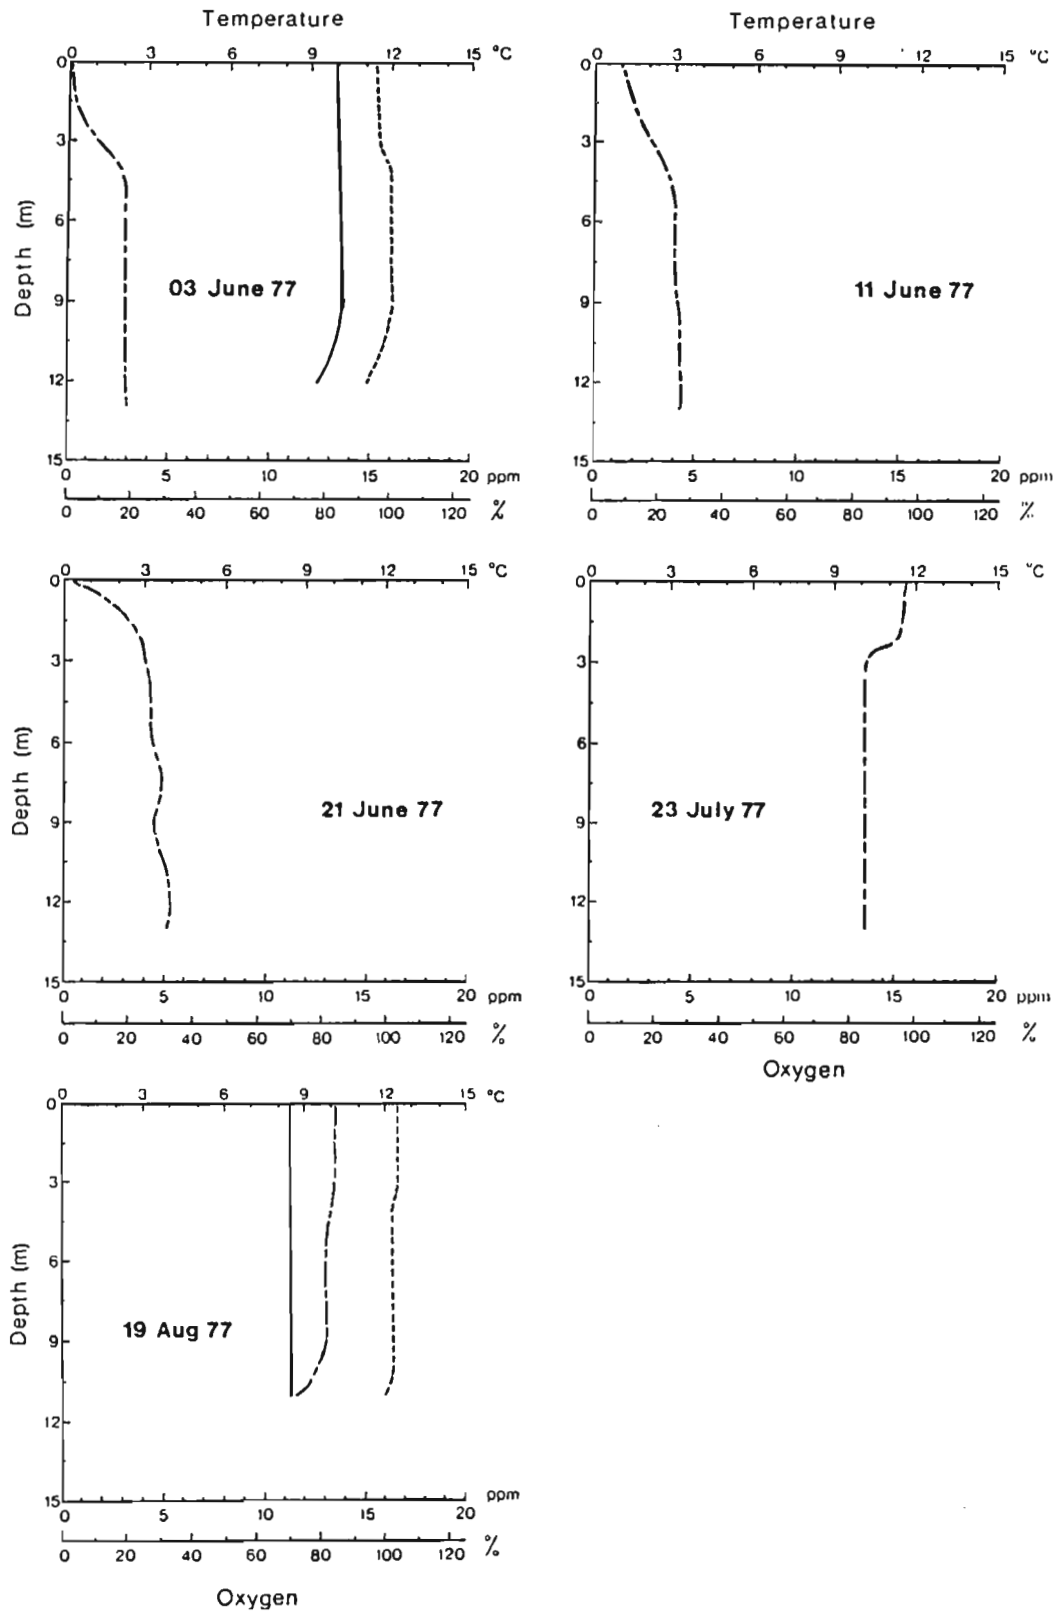 Temperature
0 3 6 9 12 15 °C
0
3
6
9
12
15
Depth (m)
03 June 77
0 5 10 15 20 ppm
0 20 40 60 80 100 120 %
Temperature
0 3 6 9 12 15 °C
0
3
6
9
12
15
11 June 77
0 5 10 15 20 ppm
0 20 40 60 80 100 120 %
0 3 6 9 12 15 °C
0
3
6
9
12
15
Depth (m)
21 June 77
0 5 10 15 20 ppm
0 20 40 60 80 100 120 %
0 3 6 9 12 15 °C
0
3
6
9
12
15
23 July 77
0 5 10 15 20 ppm
0 20 40 60 80 100 120 %
Oxygen
0 3 6 9 12 15 °C
0
3
6
9
12
15
Depth (m)
19 Aug 77
0 5 10 15 20 ppm
0 20 40 60 80 100 120 %
Oxygen